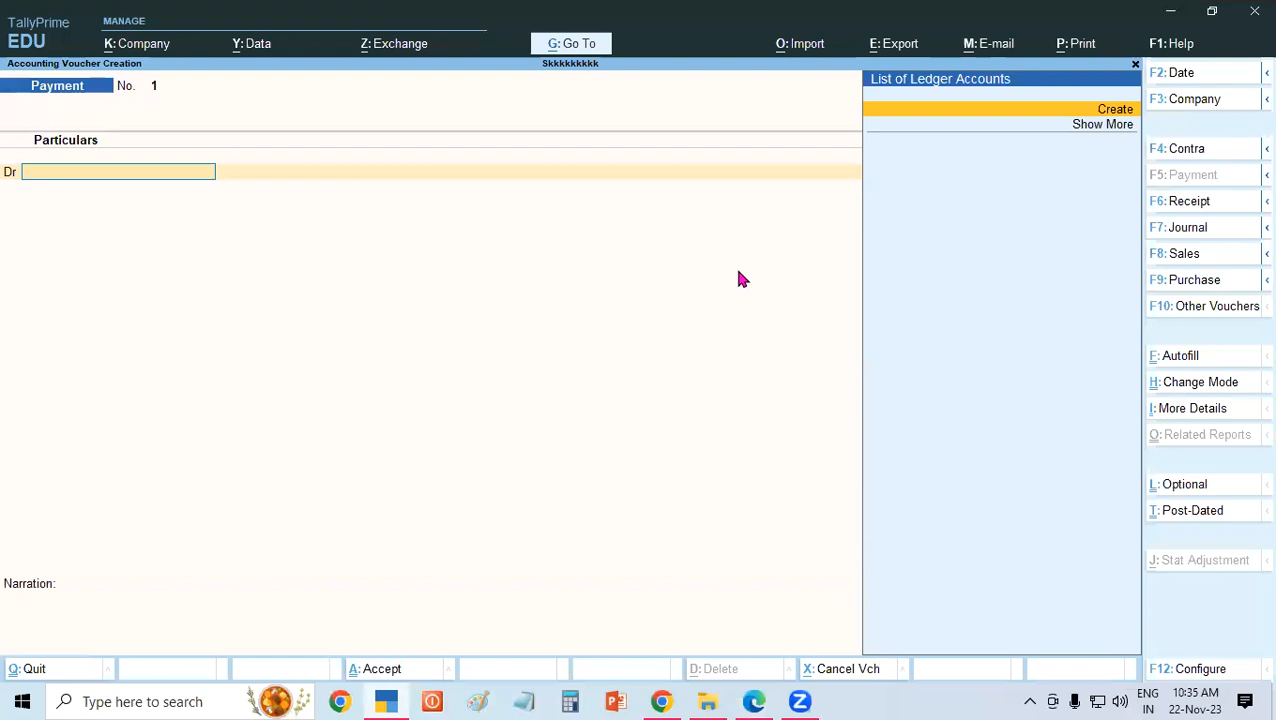 TallyPrime
EDU
MANAGE
K: Company
Y: Data
Z: Exchange
G: Go To
O: Import
E: Export
M: E-mail
P: Print
F1: Help
Accounting Voucher Creation
Skkkkkkkkk
Payment No. 1
Particulars
Dr
Narration:
List of Ledger Accounts
Create
Show More
F2: Date
F3: Company
F4: Contra
F5: Payment
F6: Receipt
F7: Journal
F8: Sales
F9: Purchase
F10: Other Vouchers
F: Autofill
H: Change Mode
I: More Details
O: Related Reports
L: Optional
T: Post-Dated
J: Stat Adjustment
Q: Quit
A: Accept
D: Delete
X: Cancel Vch
F12: Configure
Type here to search
ENG
IN
10:35 AM
22-Nov-23